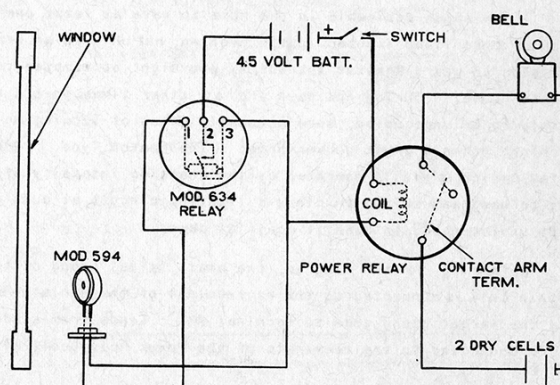 WINDOW
4.5 VOLT BATT.
+
SWITCH
BELL
1 2 3
MOD. 634
RELAY
COIL
MOD 594
POWER RELAY
CONTACT ARM
TERM.
2 DRY CELLS